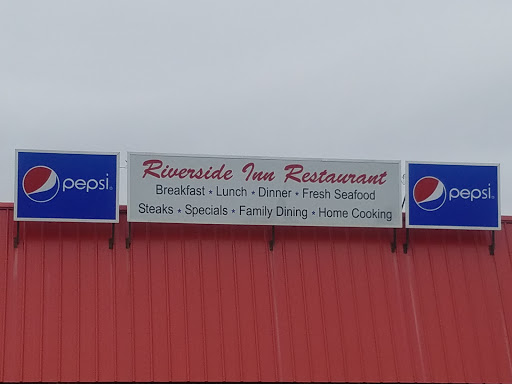 pepsi
Riverside Inn Restaurant
Breakfast * Lunch * Dinner * Fresh Seafood
Steaks * Specials * Family Dining * Home Cooking
pepsi